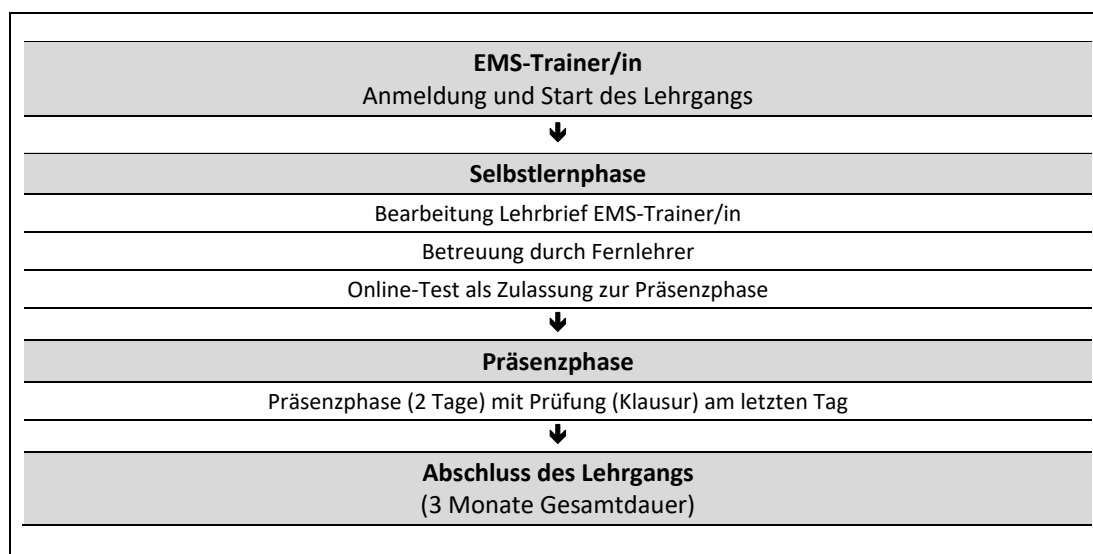 EMS-Trainer/in
Anmeldung und Start des Lehrgangs
🡻
Selbstlernphase
Bearbeitung Lehrbrief EMS-Trainer/in
Betreuung durch Fernlehrer
Online-Test als Zulassung zur Präsenzphase
🡻
Präsenzphase
Präsenzphase (2 Tage) mit Prüfung (Klausur) am letzten Tag
🡻
Abschluss des Lehrgangs
(3 Monate Gesamtdauer)